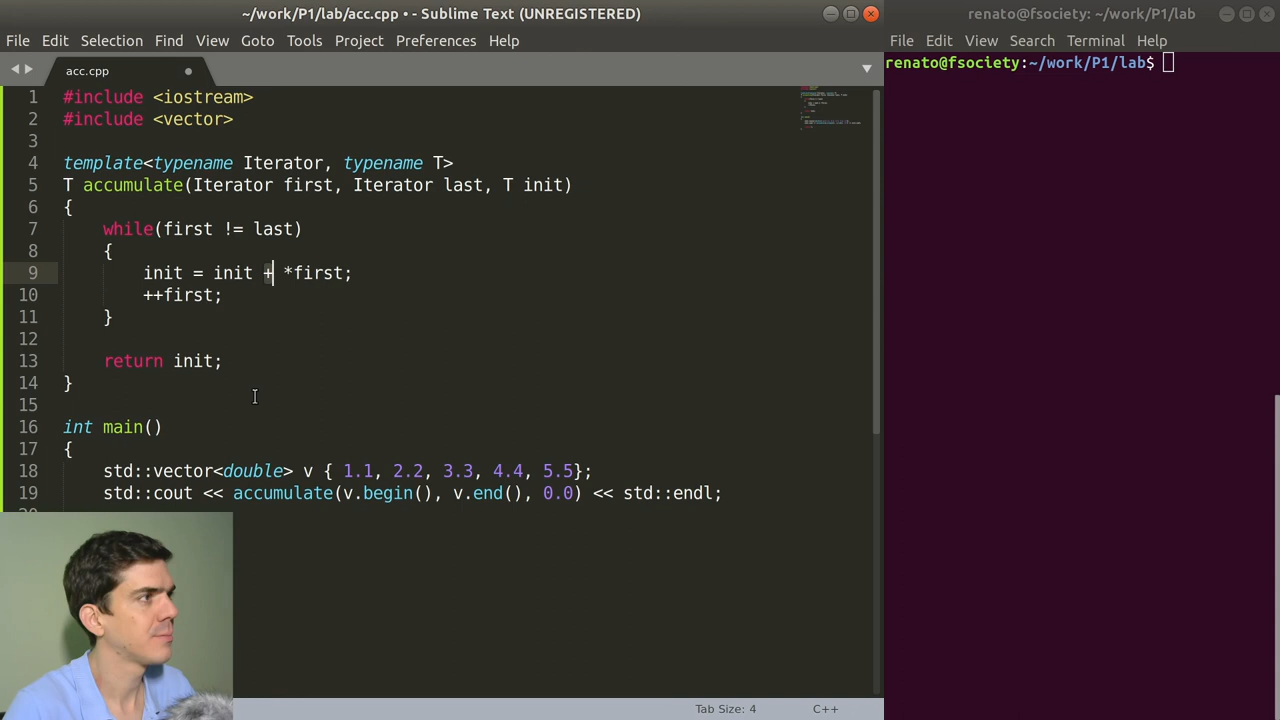 ~/work/P1/lab/acc.cpp • - Sublime Text (UNREGISTERED)
File Edit Selection Find View Goto Tools Project Preferences Help
acc.cpp
1 #include <iostream>
2 #include <vector>
3
4 template<typename Iterator, typename T>
5 T accumulate(Iterator first, Iterator last, T init)
6 {
7 while(first != last)
8 {
9 init = init + *first;
10 ++first;
11 }
12
13 return init;
14 }
15
16 int main()
17 {
18 std::vector<double> v { 1.1, 2.2, 3.3, 4.4, 5.5};
19 std::cout << accumulate(v.begin(), v.end(), 0.0) << std::endl;
Tab Size: 4 C++
renato@fsociety: ~/work/P1/lab
File Edit View Search Terminal Help
renato@fsociety:~/work/P1/lab$